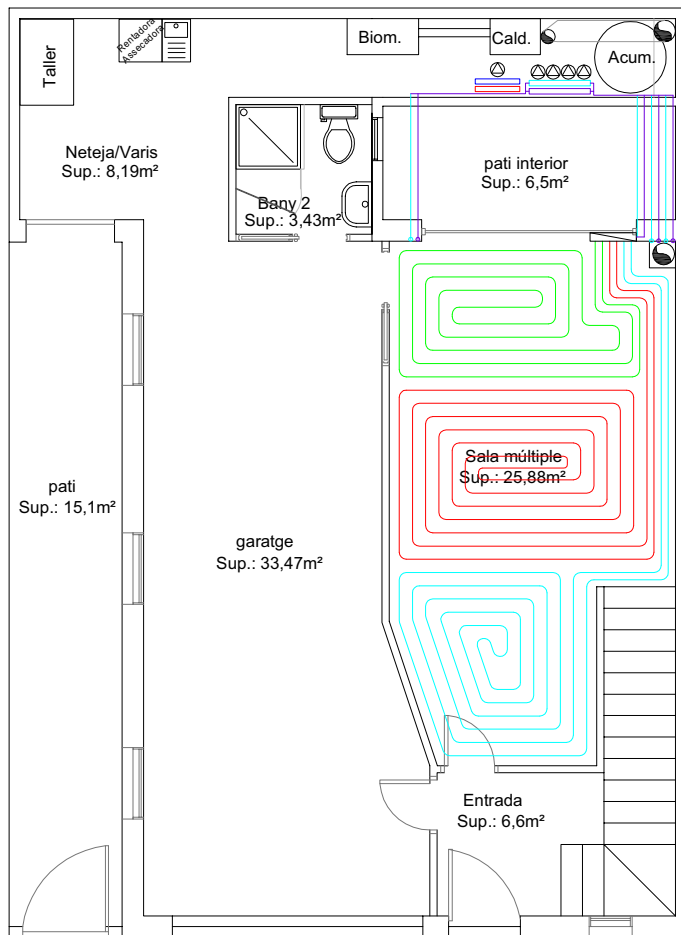 Taller
Rentadora
Assecadora
Biom.
Cald.
Acum.
Neteja/Varis
Sup.: 8,19m²
pati interior
Sup.: 6,5m²
Bany 2
Sup.: 3,43m²
Sala múltiple
Sup.: 25,88m²
pati
Sup.: 15,1m²
garatge
Sup.: 33,47m²
Entrada
Sup.: 6,6m²